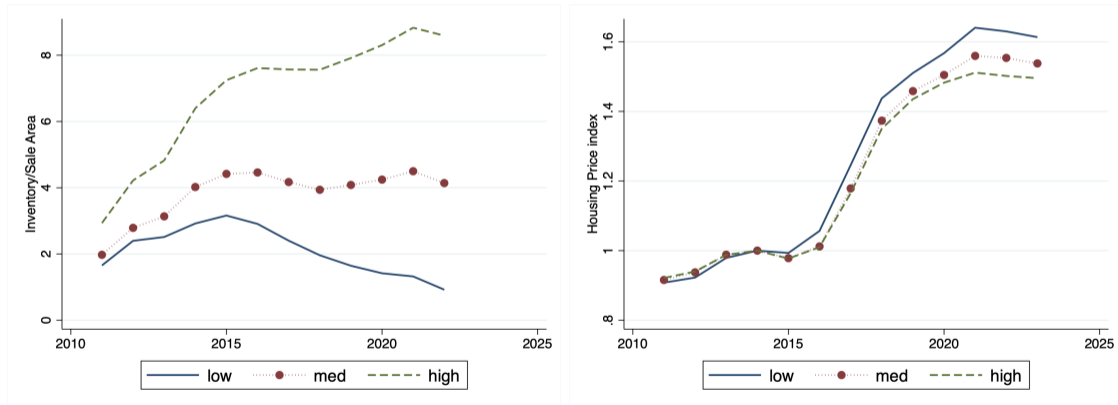 Inventory/Sale Area
8
6
4
2
0
2010 2015 2020 2025
low med high
Housing Price index
1.6
1.4
1.2
1
.8
2010 2015 2020 2025
low med high